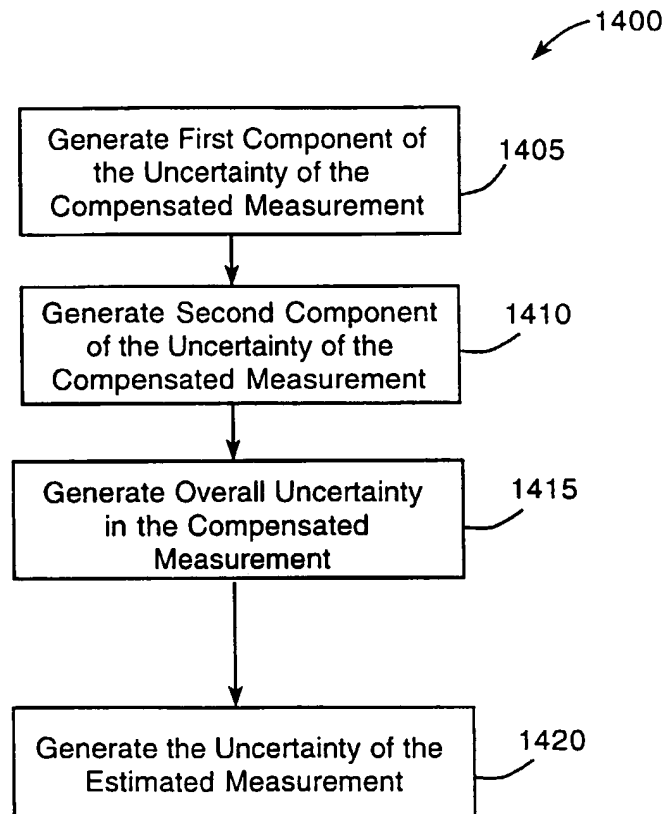 1400
Generate First Component of
the Uncertainty of the
Compensated Measurement
1405
Generate Second Component
of the Uncertainty of the
Compensated Measurement
1410
Generate Overall Uncertainty
in the Compensated
Measurement
1415
Generate the Uncertainty of the
Estimated Measurement
1420